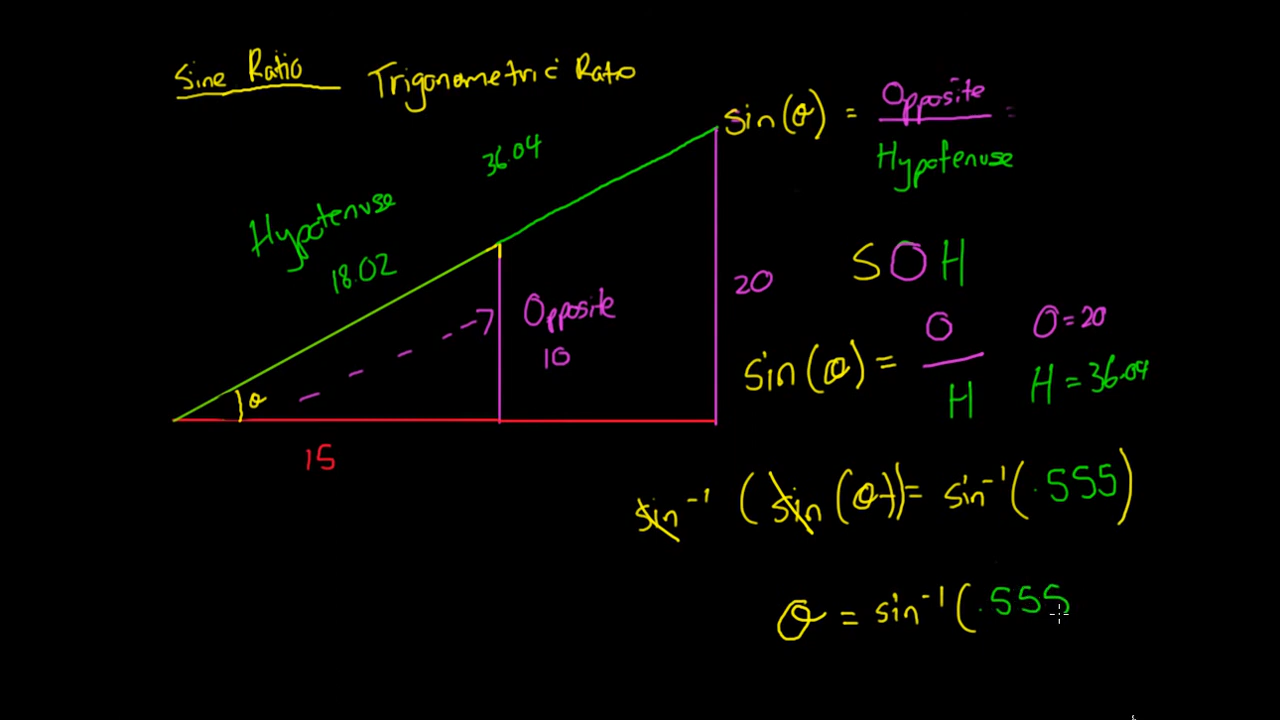 Sine Ratio Trigonometric Rato
sin(θ) = Opposite =
Hypotenuse
36.04
Hypotenuse
18.02
SOH
20
Opposite
10
O O=20
sin(θ) =
H H = 36.04
θ
15
sin⁻¹ (sin(θ)) = sin⁻¹(.555)
θ = sin⁻¹(.555